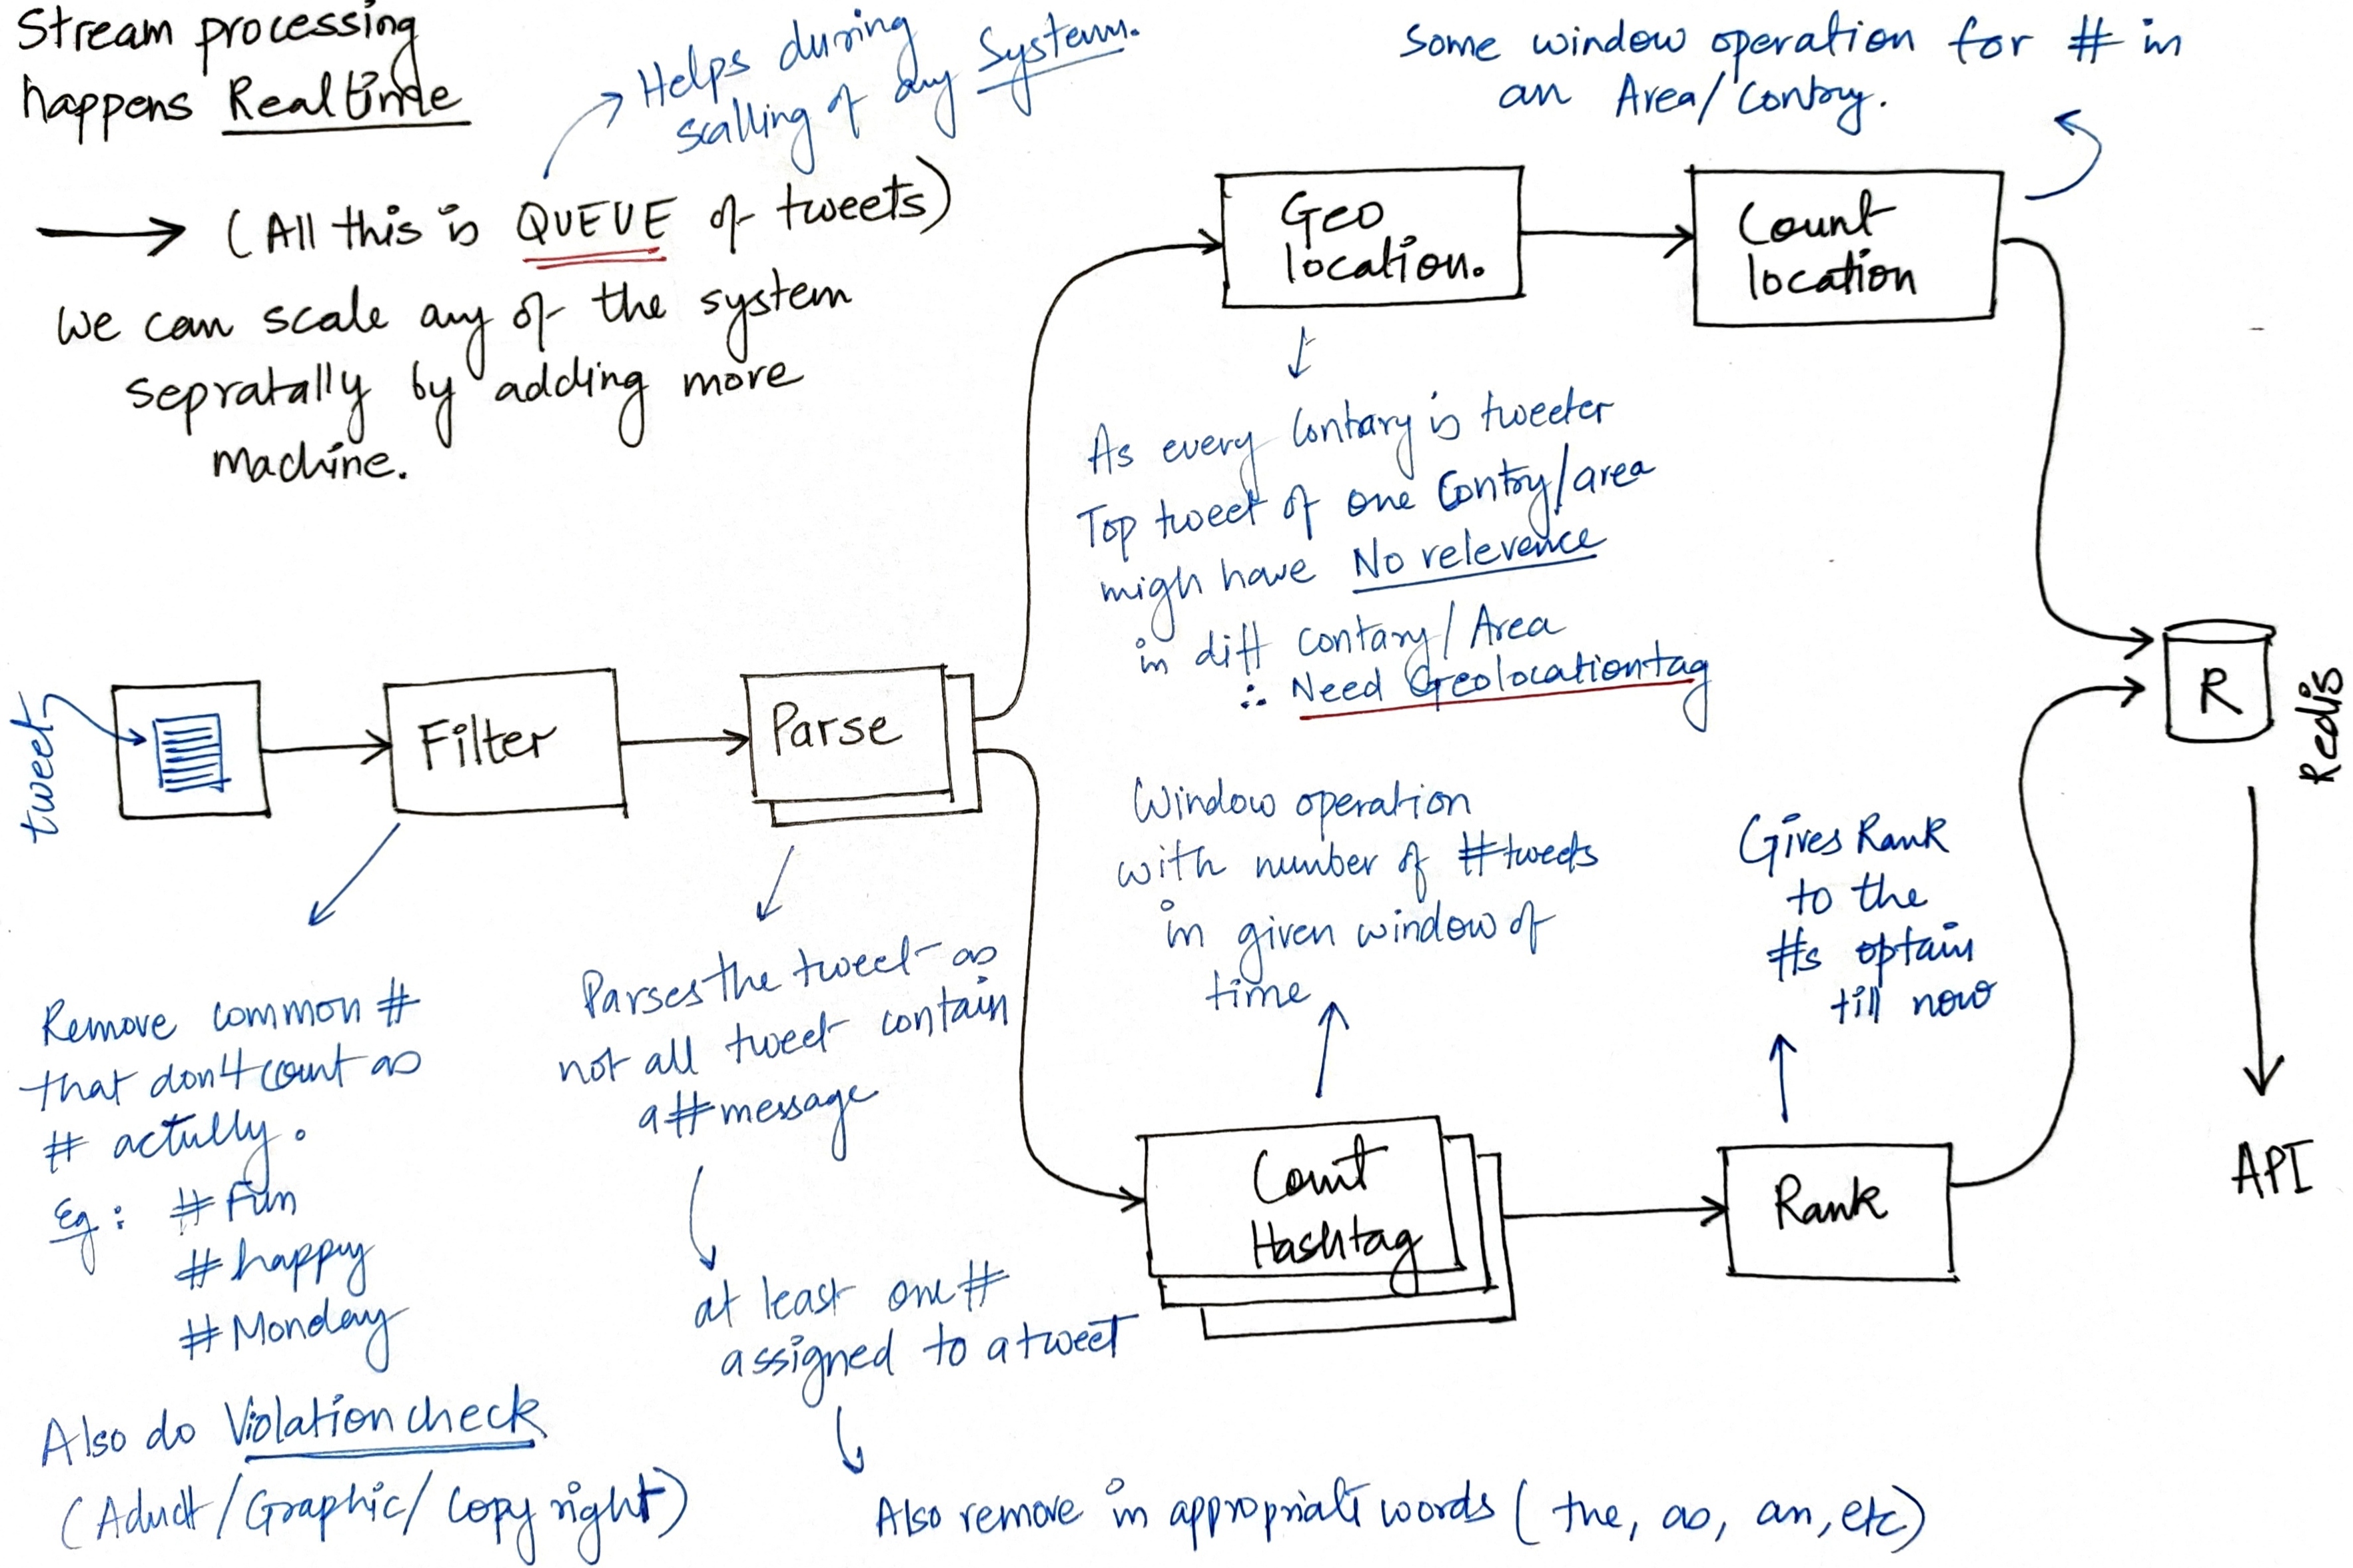 Stream processing
happens Realtime
Helps during
scalling of any System.
→ (All this is QUEUE of tweets)
we can scale any of the system
sepratally by adding more
machine.
Some window operation for # in
an Area/Contry.
Geo
location.
Count
location
As every Contary is tweeter
Top tweet of one Contry/area
migh have No relevence
in diff contary/Area
∴ Need Geolocationtag
tweet
Filter
Parse
R
Redis
Window operation
with number of #tweets
in given window of
time
Gives Rank
to the
#s optain
till now
Remove common #
that don't count as
# actully.
Eg: #Fun
#happy
#Monday
Parses the tweet as
not all tweet contain
a # message
at least one #
assigned to a tweet
Count
Hashtag
Rank
API
Also do Violation check
(Aduct/Graphic/Copy right)
Also remove in appropriate words (the, as, an, etc)